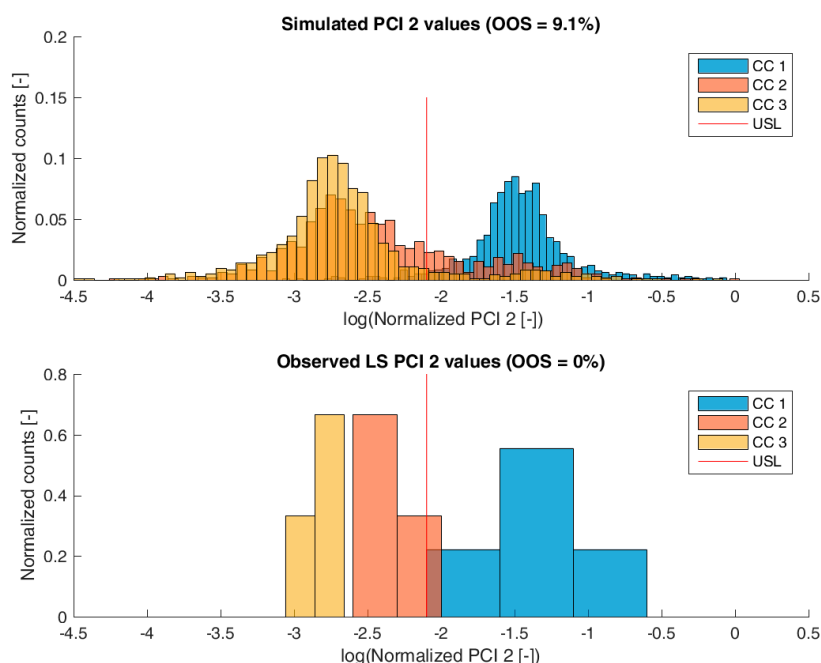 Simulated PCI 2 values (OOS = 9.1%)
0.2
0.15
0.1
0.05
0
Normalized counts [-]
CC 1
CC 2
CC 3
USL
-4.5 -4 -3.5 -3 -2.5 -2 -1.5 -1 -0.5 0 0.5
log(Normalized PCI 2 [-])
Observed LS PCI 2 values (OOS = 0%)
0.8
0.6
0.4
0.2
0
Normalized counts [-]
CC 1
CC 2
CC 3
USL
-4.5 -4 -3.5 -3 -2.5 -2 -1.5 -1 -0.5 0 0.5
log(Normalized PCI 2 [-])